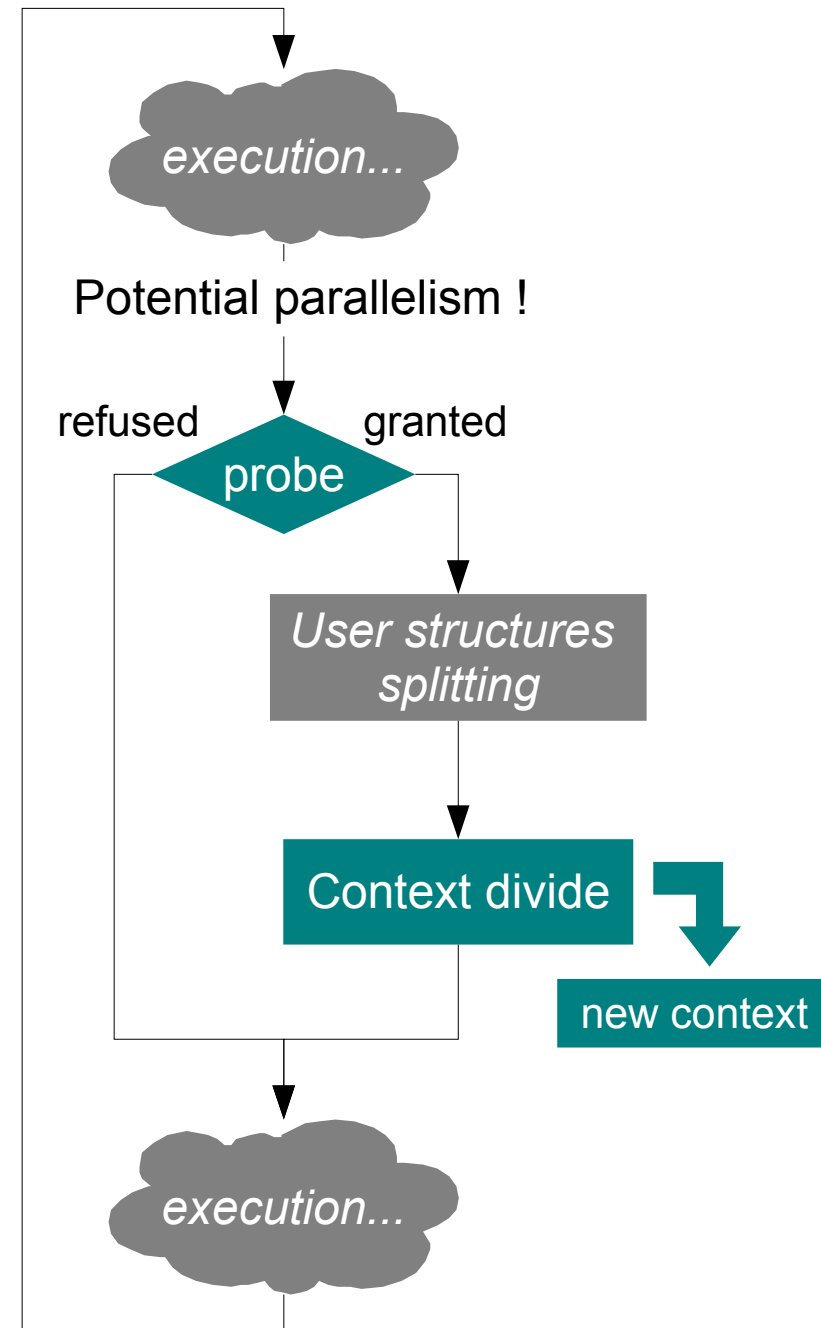 execution...
Potential parallelism !
refused
granted
probe
User structures
splitting
Context divide
new context
execution...